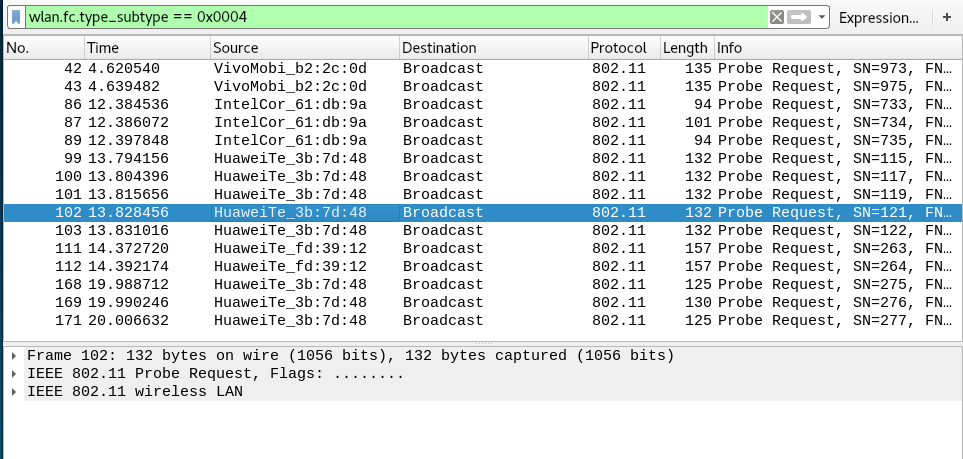 wlan.fc.type_subtype == 0x0004 Expression… +
No. Time Source Destination Protocol Length Info
42 4.620540 VivoMobi_b2:2c:0d Broadcast 802.11 135 Probe Request, SN=973, FN…
43 4.639482 VivoMobi_b2:2c:0d Broadcast 802.11 135 Probe Request, SN=975, FN…
86 12.384536 IntelCor_61:db:9a Broadcast 802.11 94 Probe Request, SN=733, FN…
87 12.386072 IntelCor_61:db:9a Broadcast 802.11 101 Probe Request, SN=734, FN…
89 12.397848 IntelCor_61:db:9a Broadcast 802.11 94 Probe Request, SN=735, FN…
99 13.794156 HuaweiTe_3b:7d:48 Broadcast 802.11 132 Probe Request, SN=115, FN…
100 13.804396 HuaweiTe_3b:7d:48 Broadcast 802.11 132 Probe Request, SN=117, FN…
101 13.815656 HuaweiTe_3b:7d:48 Broadcast 802.11 132 Probe Request, SN=119, FN…
102 13.828456 HuaweiTe_3b:7d:48 Broadcast 802.11 132 Probe Request, SN=121, FN…
103 13.831016 HuaweiTe_3b:7d:48 Broadcast 802.11 132 Probe Request, SN=122, FN…
111 14.372720 HuaweiTe_fd:39:12 Broadcast 802.11 157 Probe Request, SN=263, FN…
112 14.392174 HuaweiTe_fd:39:12 Broadcast 802.11 157 Probe Request, SN=264, FN…
168 19.988712 HuaweiTe_3b:7d:48 Broadcast 802.11 125 Probe Request, SN=275, FN…
169 19.990246 HuaweiTe_3b:7d:48 Broadcast 802.11 130 Probe Request, SN=276, FN…
171 20.006632 HuaweiTe_3b:7d:48 Broadcast 802.11 125 Probe Request, SN=277, FN…
Frame 102: 132 bytes on wire (1056 bits), 132 bytes captured (1056 bits)
IEEE 802.11 Probe Request, Flags: ........
IEEE 802.11 wireless LAN